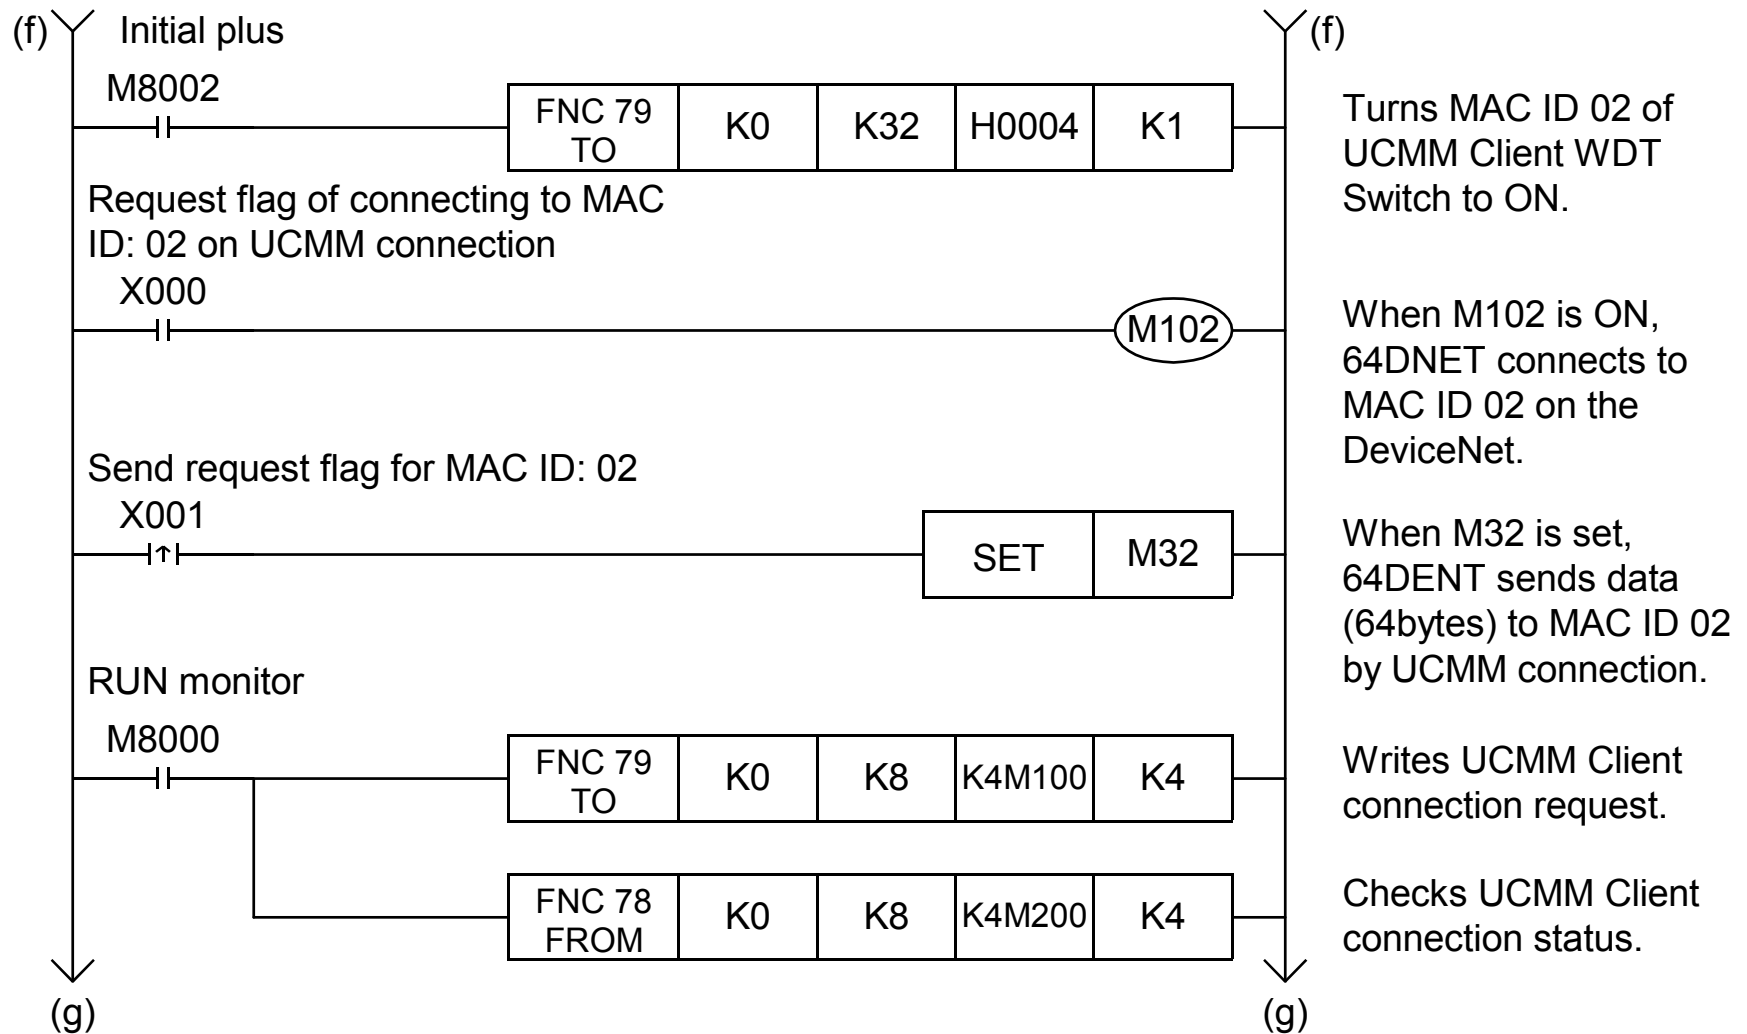 (f)
Initial plus
(f)
M8002
FNC 79
TO
K0
K32
H0004
K1
Turns MAC ID 02 of
UCMM Client WDT
Switch to ON.
Request flag of connecting to MAC
ID: 02 on UCMM connection
X000
M102
When M102 is ON,
64DNET connects to
MAC ID 02 on the
DeviceNet.
Send request flag for MAC ID: 02
X001
SET
M32
When M32 is set,
64DENT sends data
(64bytes) to MAC ID 02
by UCMM connection.
RUN monitor
M8000
FNC 79
TO
K0
K8
K4M100
K4
Writes UCMM Client
connection request.
FNC 78
FROM
K0
K8
K4M200
K4
Checks UCMM Client
connection status.
(g)
(g)